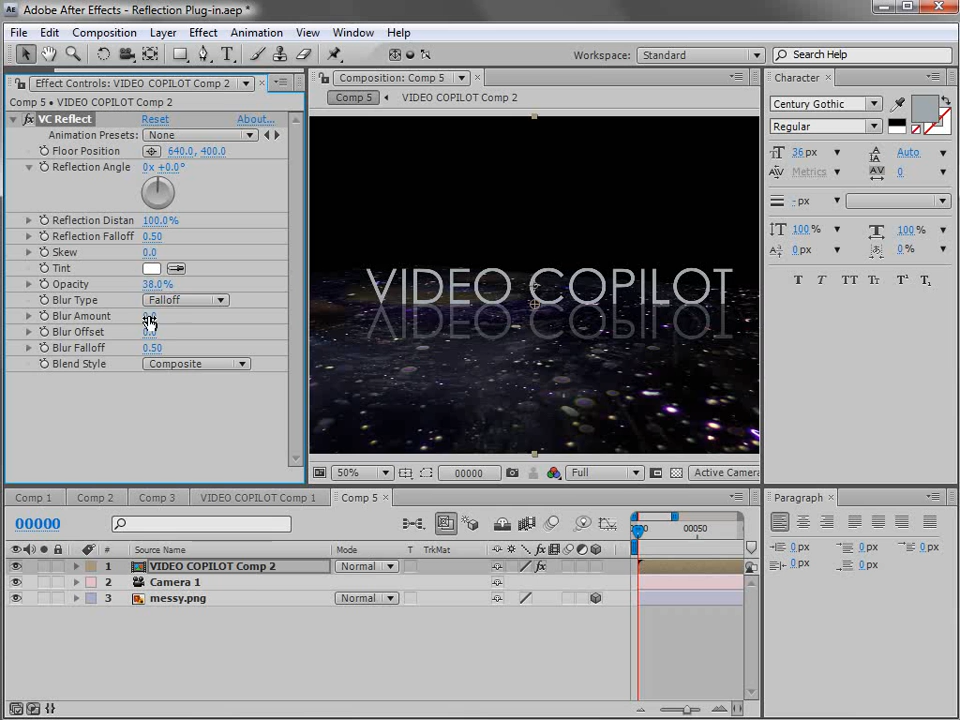 Adobe After Effects - Reflection Plug-in.aep *
File Edit Composition Layer Effect Animation View Window Help
Workspace: Standard Search Help
Effect Controls: VIDEO COPILOT Comp 2
Comp 5 • VIDEO COPILOT Comp 2
VC Reflect Reset About...
Animation Presets: None
Floor Position 640.0, 400.0
Reflection Angle 0x +0.0°
Reflection Distan 100.0%
Reflection Falloff 0.50
Skew 0.0
Tint
Opacity 38.0%
Blur Type Falloff
Blur Amount
Blur Offset
Blur Falloff 0.50
Blend Style Composite
Composition: Comp 5
Comp 5 VIDEO COPILOT Comp 2
VIDEO COPILOT
50% 00000 Full Active Camera
Character
Century Gothic
Regular
36 px Auto
Metrics 0
- px
100 % 100 %
0 px 0 %
T T TT Tt T¹ T₁
Paragraph
0 px 0 px 0 px
0 px 0 px
Comp 1 Comp 2 Comp 3 VIDEO COPILOT Comp 1 Comp 5
00000 00050
# Source Name Mode T TrkMat
1 VIDEO COPILOT Comp 2 Normal
2 Camera 1
3 messy.png Normal